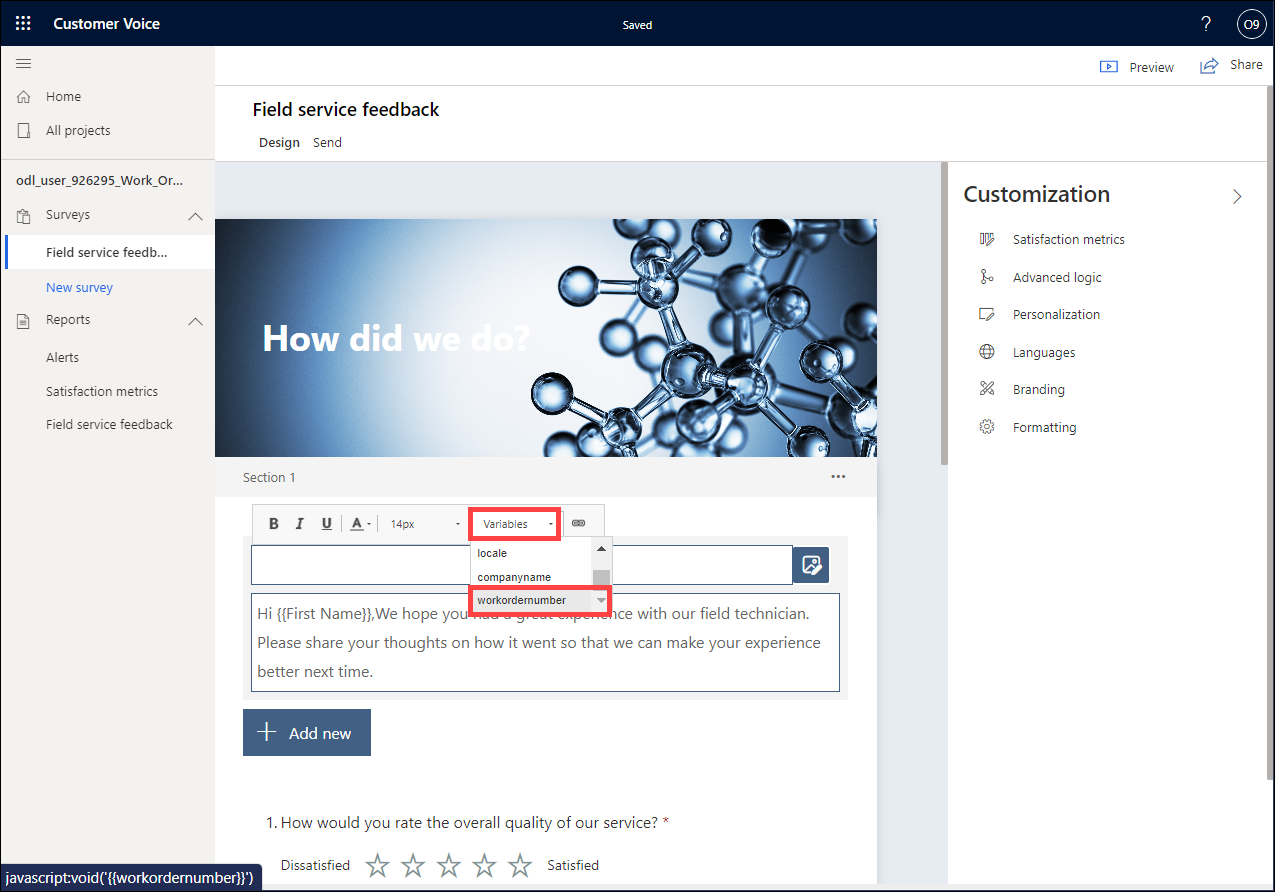 Customer Voice
Saved
?
O9
Preview
Share
Home
All projects
odl_user_926295_Work_Or...
Surveys
Field service feedb...
New survey
Reports
Alerts
Satisfaction metrics
Field service feedback
Field service feedback
Design Send
How did we do?
Section 1
B I U A 14px Variables
locale
companyname
workordernumber
Hi {{First Name}},We hope you had a great experience with our field technician.
Please share your thoughts on how it went so that we can make your experience
better next time.
Add new
1. How would you rate the overall quality of our service? *
Dissatisfied Satisfied
Customization
Satisfaction metrics
Advanced logic
Personalization
Languages
Branding
Formatting
javascript:void('{{workordernumber}}')